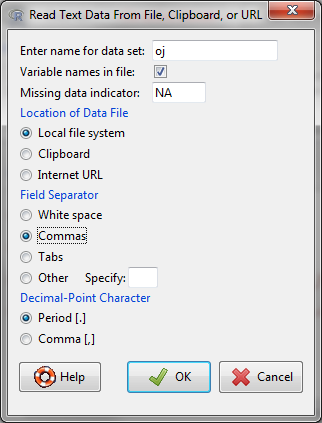 Read Text Data From File, Clipboard, or URL
Enter name for data set: oj
Variable names in file:
Missing data indicator: NA
Location of Data File
Local file system
Clipboard
Internet URL
Field Separator
White space
Commas
Tabs
Other Specify:
Decimal-Point Character
Period [.]
Comma [,]
Help OK Cancel